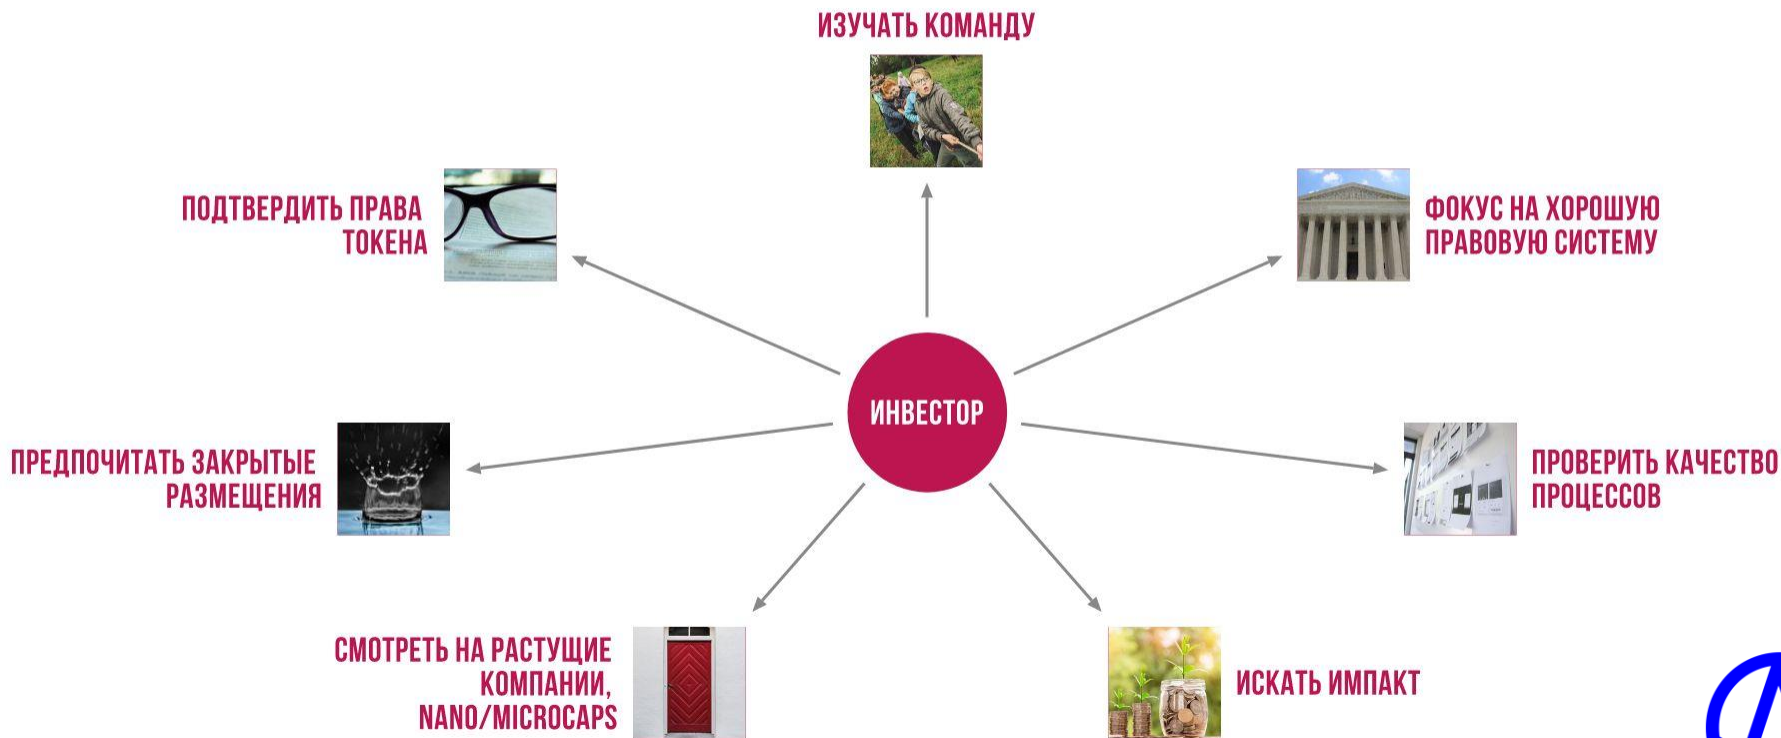 ИЗУЧАТЬ КОМАНДУ
ПОДТВЕРДИТЬ ПРАВА
ТОКЕНА
ФОКУС НА ХОРОШУЮ
ПРАВОВУЮ СИСТЕМУ
ИНВЕСТОР
ПРЕДПОЧИТАТЬ ЗАКРЫТЫЕ
РАЗМЕЩЕНИЯ
ПРОВЕРИТЬ КАЧЕСТВО
ПРОЦЕССОВ
СМОТРЕТЬ НА РАСТУЩИЕ
КОМПАНИИ,
NANO/MICROCAPS
ИСКАТЬ ИМПАКТ